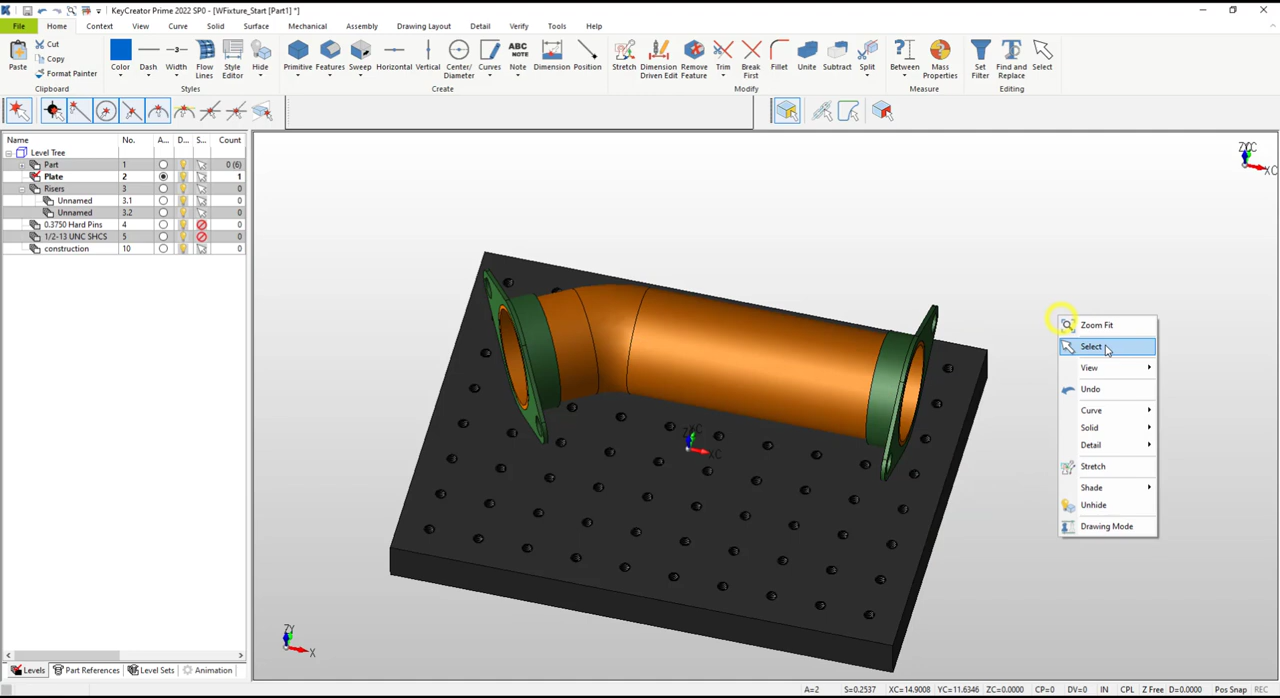 KeyCreator Prime 2022 SP0 - [WFixture_Start [Part1] *]
File Home Context View Curve Solid Surface Mechanical Assembly Drawing Layout Detail Verify Tools Help
Paste Cut Copy Format Painter
Color Dash Width Flow Lines Style Editor Hide
Primitive Features Sweep Horizontal Vertical Center/Diameter Curves ABC NOTE Note Dimension Position
Stretch Dimension Driven Edit Remove Feature Trim Break First Fillet Unite Subtract Split
Between Mass Properties Set Filter Find and Replace Select
Clipboard Styles Create Modify Measure Editing
Name No. A... D... S... Count
Level Tree
Part 1 0 (6)
Plate 2 1
Risers 3 0
Unnamed 3.1 0
Unnamed 3.2 0
0.3750 Hard Pins 4 0
1/2-13 UNC SHCS 5 0
construction 10 0
Zoom Fit
Select
View
Undo
Curve
Solid
Detail
Stretch
Shade
Unhide
Drawing Mode
XC
XC
ZY
X
Levels Part References Level Sets Animation
A=2 S=0.2537 XC=14.9008 YC=11.6346 ZC=0.0000 CP=0 DV=0 IN CPL Z Free D=0.0000 Pos Snap REC